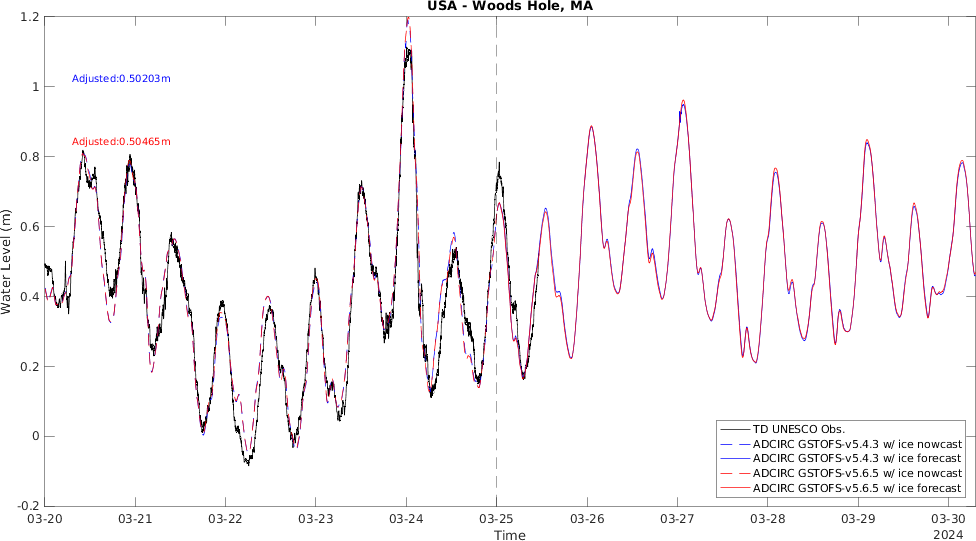 USA - Woods Hole, MA
1.2
1
0.8
0.6
0.4
0.2
0
-0.2
Water Level (m)
Adjusted:0.50203m
Adjusted:0.50465m
TD UNESCO Obs.
ADCIRC GSTOFS-v5.4.3 w/ ice nowcast
ADCIRC GSTOFS-v5.4.3 w/ ice forecast
ADCIRC GSTOFS-v5.6.5 w/ ice nowcast
ADCIRC GSTOFS-v5.6.5 w/ ice forecast
03-20 03-21 03-22 03-23 03-24 03-25 03-26 03-27 03-28 03-29 03-30
2024
Time